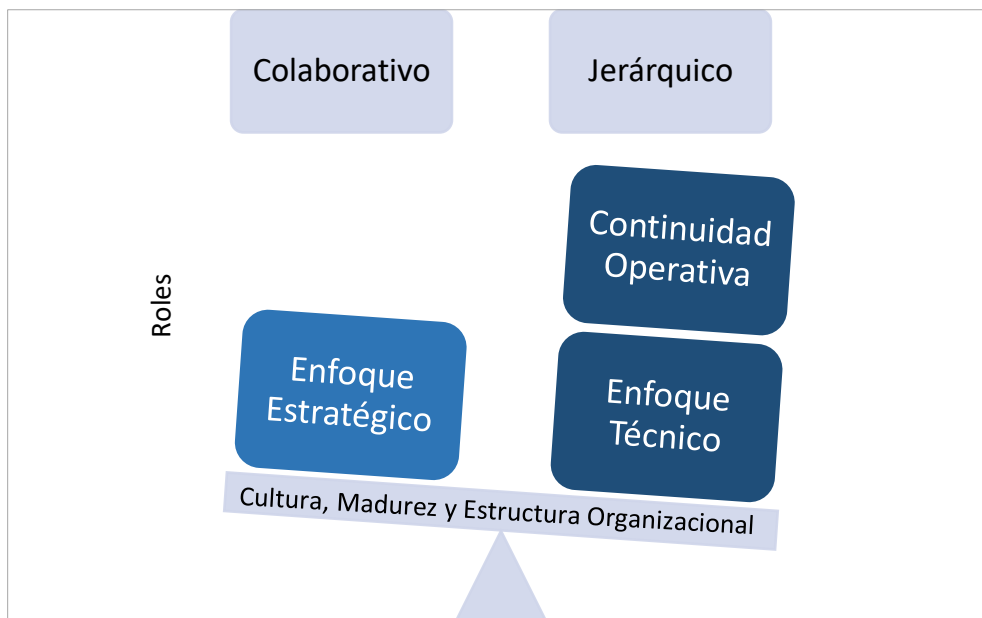 Colaborativo
Jerárquico
Continuidad
Operativa
Roles
Enfoque
Estratégico
Enfoque
Técnico
Cultura, Madurez y Estructura Organizacional